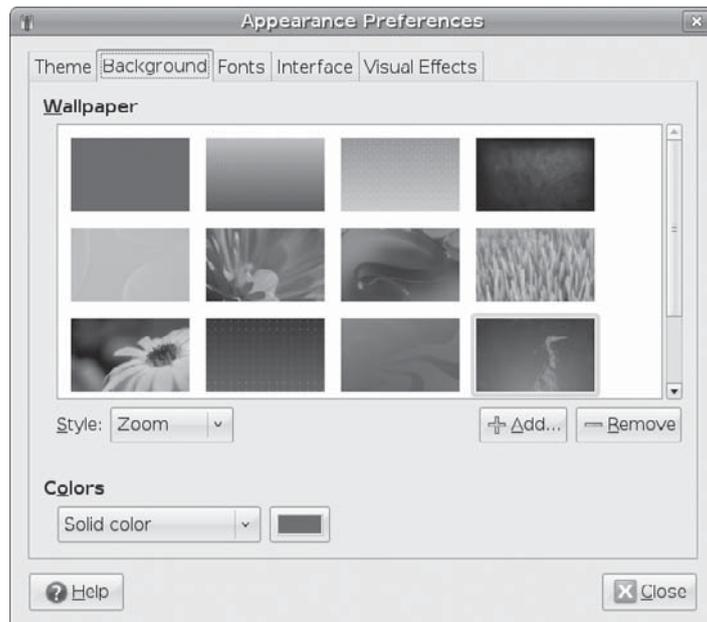 Appearance Preferences
Theme Background Fonts Interface Visual Effects
Wallpaper
Style: Zoom Add... Remove
Colors
Solid color
Help Close